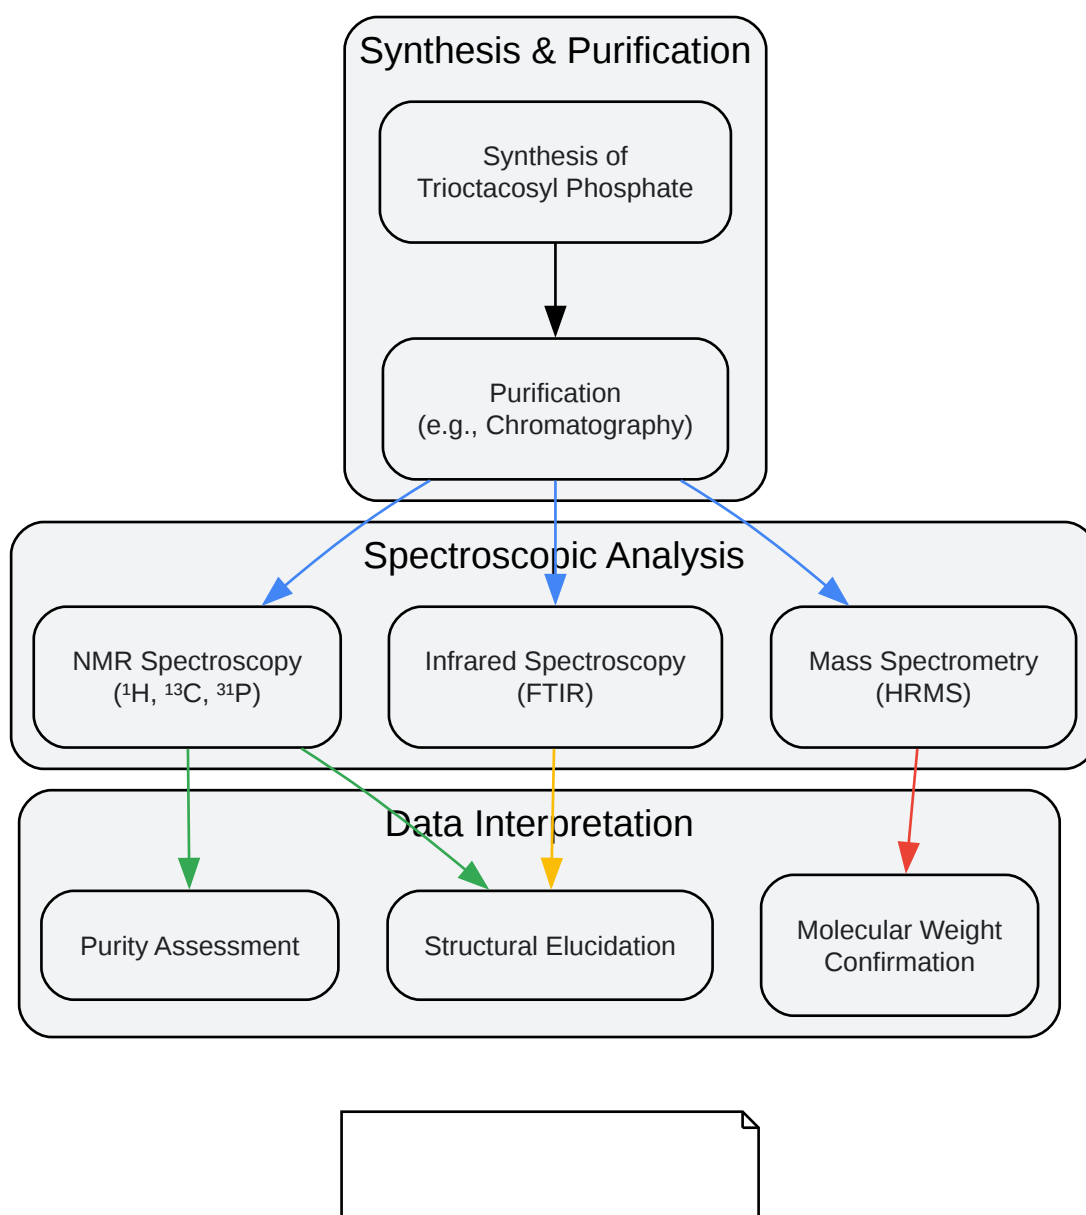 Synthesis & Purification
Synthesis of
Trioctacosyl Phosphate
Purification
(e.g., Chromatography)
Spectroscopic Analysis
NMR Spectroscopy
(¹H, ¹³C, ³¹P)
Infrared Spectroscopy
(FTIR)
Mass Spectrometry
(HRMS)
Data Interpretation
Purity Assessment
Structural Elucidation
Molecular Weight
Confirmation